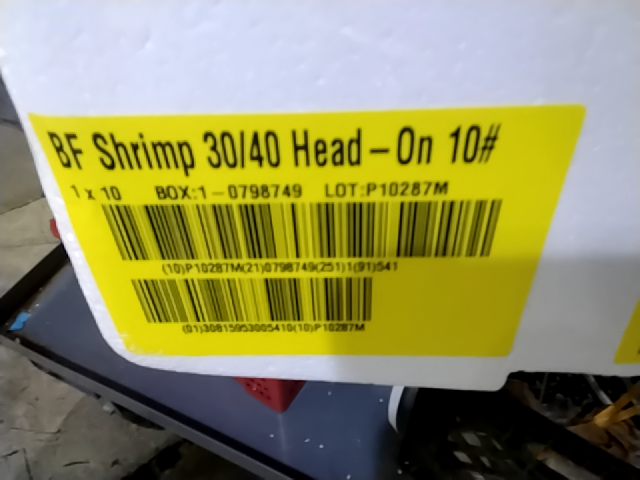 BF Shrimp 30/40 Head-On 10#
1 x 10 BOX:1-0798749 LOT:P10287M
(10)P10287M(21)0798749(251)1(91)541
(01)30815953005410(10)P10287M